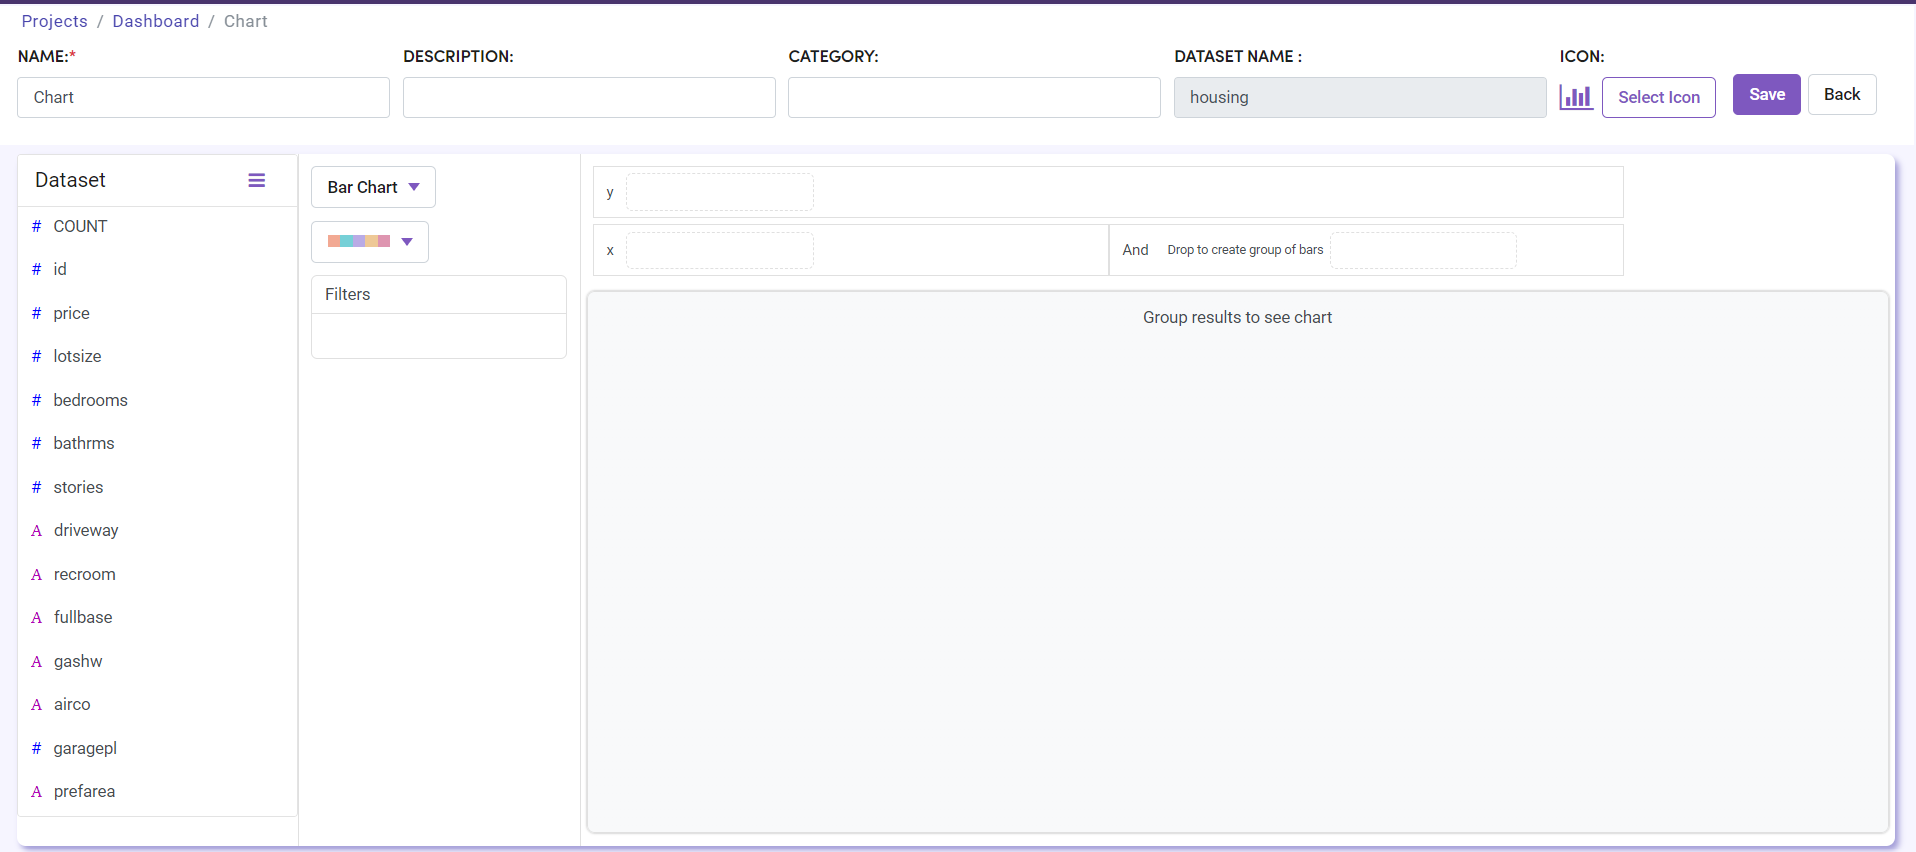 Projects / Dashboard / Chart
NAME:* DESCRIPTION: CATEGORY: DATASET NAME : ICON:
Chart housing Select Icon Save Back
Dataset
# COUNT
# id
# price
# lotsize
# bedrooms
# bathrms
# stories
A driveway
A recroom
A fullbase
A gashw
A airco
# garagepl
A prefarea
Bar Chart
Filters
y
x And Drop to create group of bars
Group results to see chart